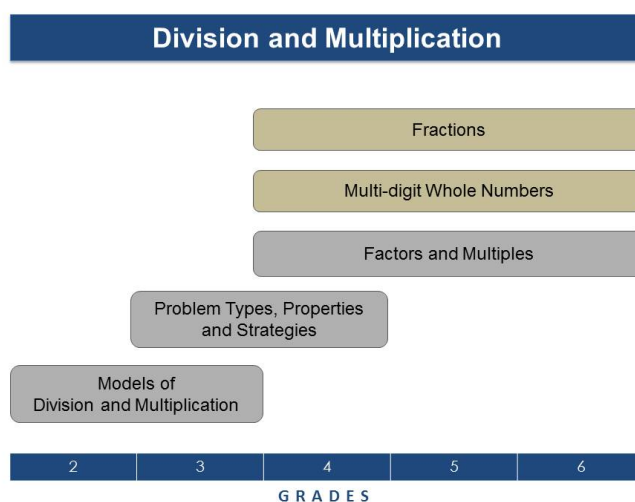 Division and Multiplication
Fractions
Multi-digit Whole Numbers
Factors and Multiples
Problem Types, Properties
and Strategies
Models of
Division and Multiplication
2 3 4 5 6
GRADES